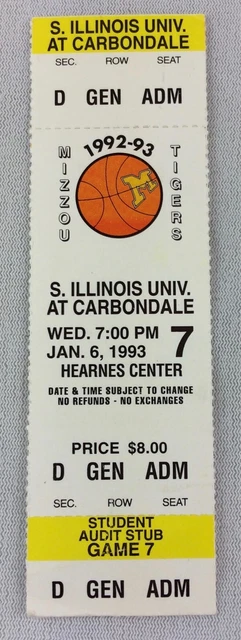 S. ILLINOIS UNIV.
AT CARBONDALE
SEC. ROW SEAT
D GEN ADM
1992-93
MIZZOU
TIGERS
M
S. ILLINOIS UNIV.
AT CARBONDALE
WED. 7:00 PM
JAN. 6, 1993 7
HEARNES CENTER
DATE & TIME SUBJECT TO CHANGE
NO REFUNDS - NO EXCHANGES
PRICE $8.00
D GEN ADM
SEC. ROW SEAT
STUDENT
AUDIT STUB
GAME 7
D GEN ADM